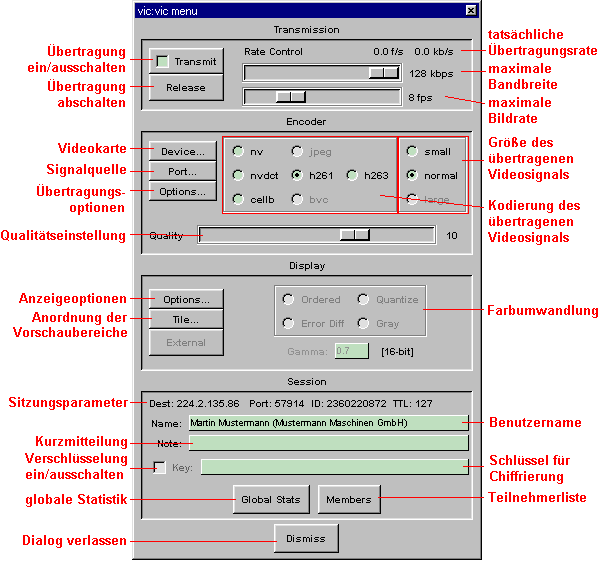 vic:vic menu
Transmission
Übertragung
ein/ausschalten
Transmit
Rate Control
0.0 f/s
0.0 kb/s
tatsächliche
Übertragungsrate
Übertragung
abschalten
Release
128 kbps
maximale
Bandbreite
8 fps
maximale
Bildrate
Encoder
Videokarte
Device...
nv
jpeg
small
Größe des
übertragenen
Videosignals
Signalquelle
Port...
nvdct
h261
h263
normal
Übertragungs-
optionen
Options...
cellb
bvc
large
Kodierung des
übertragenen
Videosignals
Qualitätseinstellung
Quality
10
Display
Anzeigeoptionen
Options...
Ordered
Quantize
Farbumwandlung
Anordnung der
Vorschaubereiche
Tile...
Error Diff
Gray
External
Gamma:
0.7
[16-bit]
Session
Sitzungsparameter
Dest: 224.2.135.86 Port: 57914 ID: 2360220872 TTL: 127
Name:
Martin Mustermann (Mustermann Maschinen GmbH)
Benutzername
Kurzmitteilung
Note:
Verschlüsselung
ein/ausschalten
Key:
Schlüssel für
Chiffrierung
globale Statistik
Global Stats
Members
Teilnehmerliste
Dialog verlassen
Dismiss